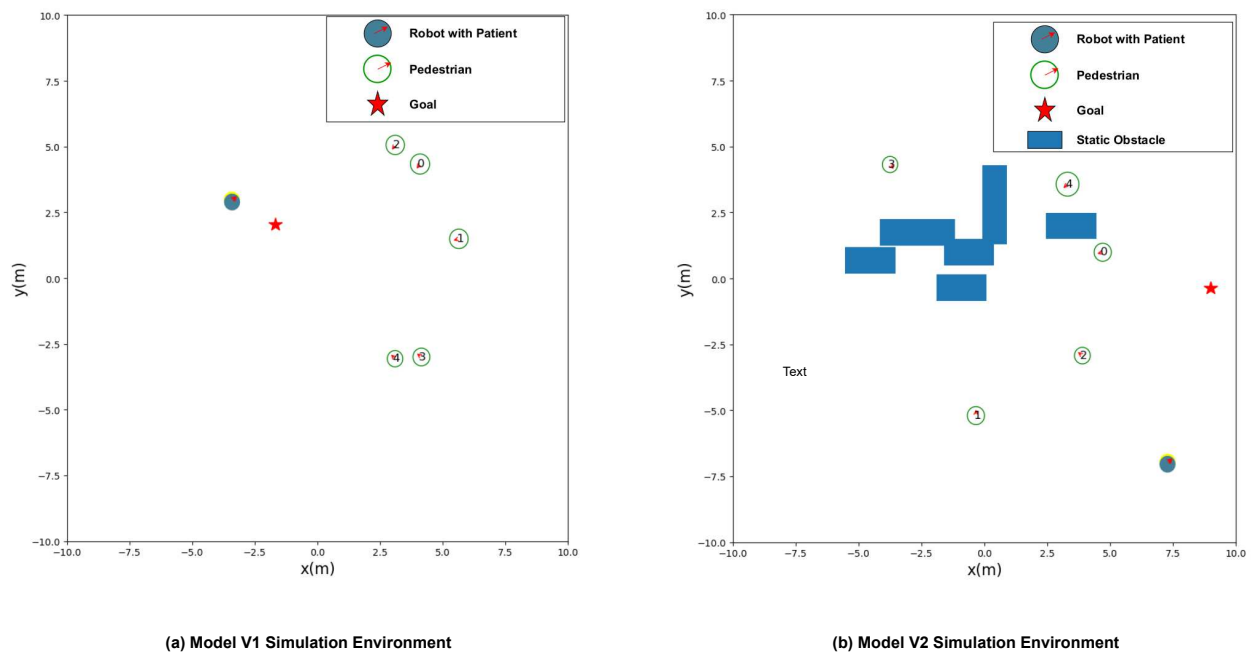 10.0
7.5
5.0
2.5
0.0
−2.5
−5.0
−7.5
−10.0
y(m)
Robot with Patient
Pedestrian
Goal
2
0
1
4
3
−10.0 −7.5 −5.0 −2.5 0.0 2.5 5.0 7.5 10.0
x(m)
(a) Model V1 Simulation Environment
10.0
7.5
5.0
2.5
0.0
−2.5
−5.0
−7.5
−10.0
y(m)
Robot with Patient
Pedestrian
Goal
Static Obstacle
3
4
0
2
Text
1
−10.0 −7.5 −5.0 −2.5 0.0 2.5 5.0 7.5 10.0
x(m)
(b) Model V2 Simulation Environment